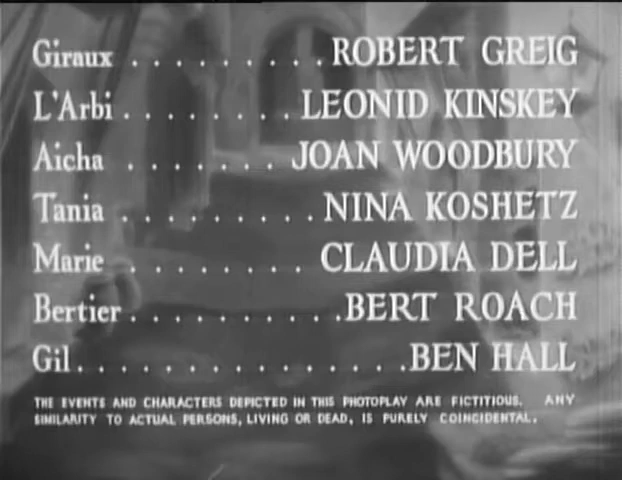 Giraux . . . . . . . . . ROBERT GREIG
L'Arbi . . . . . . . . LEONID KINSKEY
Aicha . . . . . . . JOAN WOODBURY
Tania . . . . . . . . . NINA KOSHETZ
Marie . . . . . . . . CLAUDIA DELL
Bertier . . . . . . . . . BERT ROACH
Gil . . . . . . . . . . . . . . . BEN HALL
THE EVENTS AND CHARACTERS DEPICTED IN THIS PHOTOPLAY ARE FICTITIOUS. ANY
SIMILARITY TO ACTUAL PERSONS, LIVING OR DEAD, IS PURELY COINCIDENTAL.